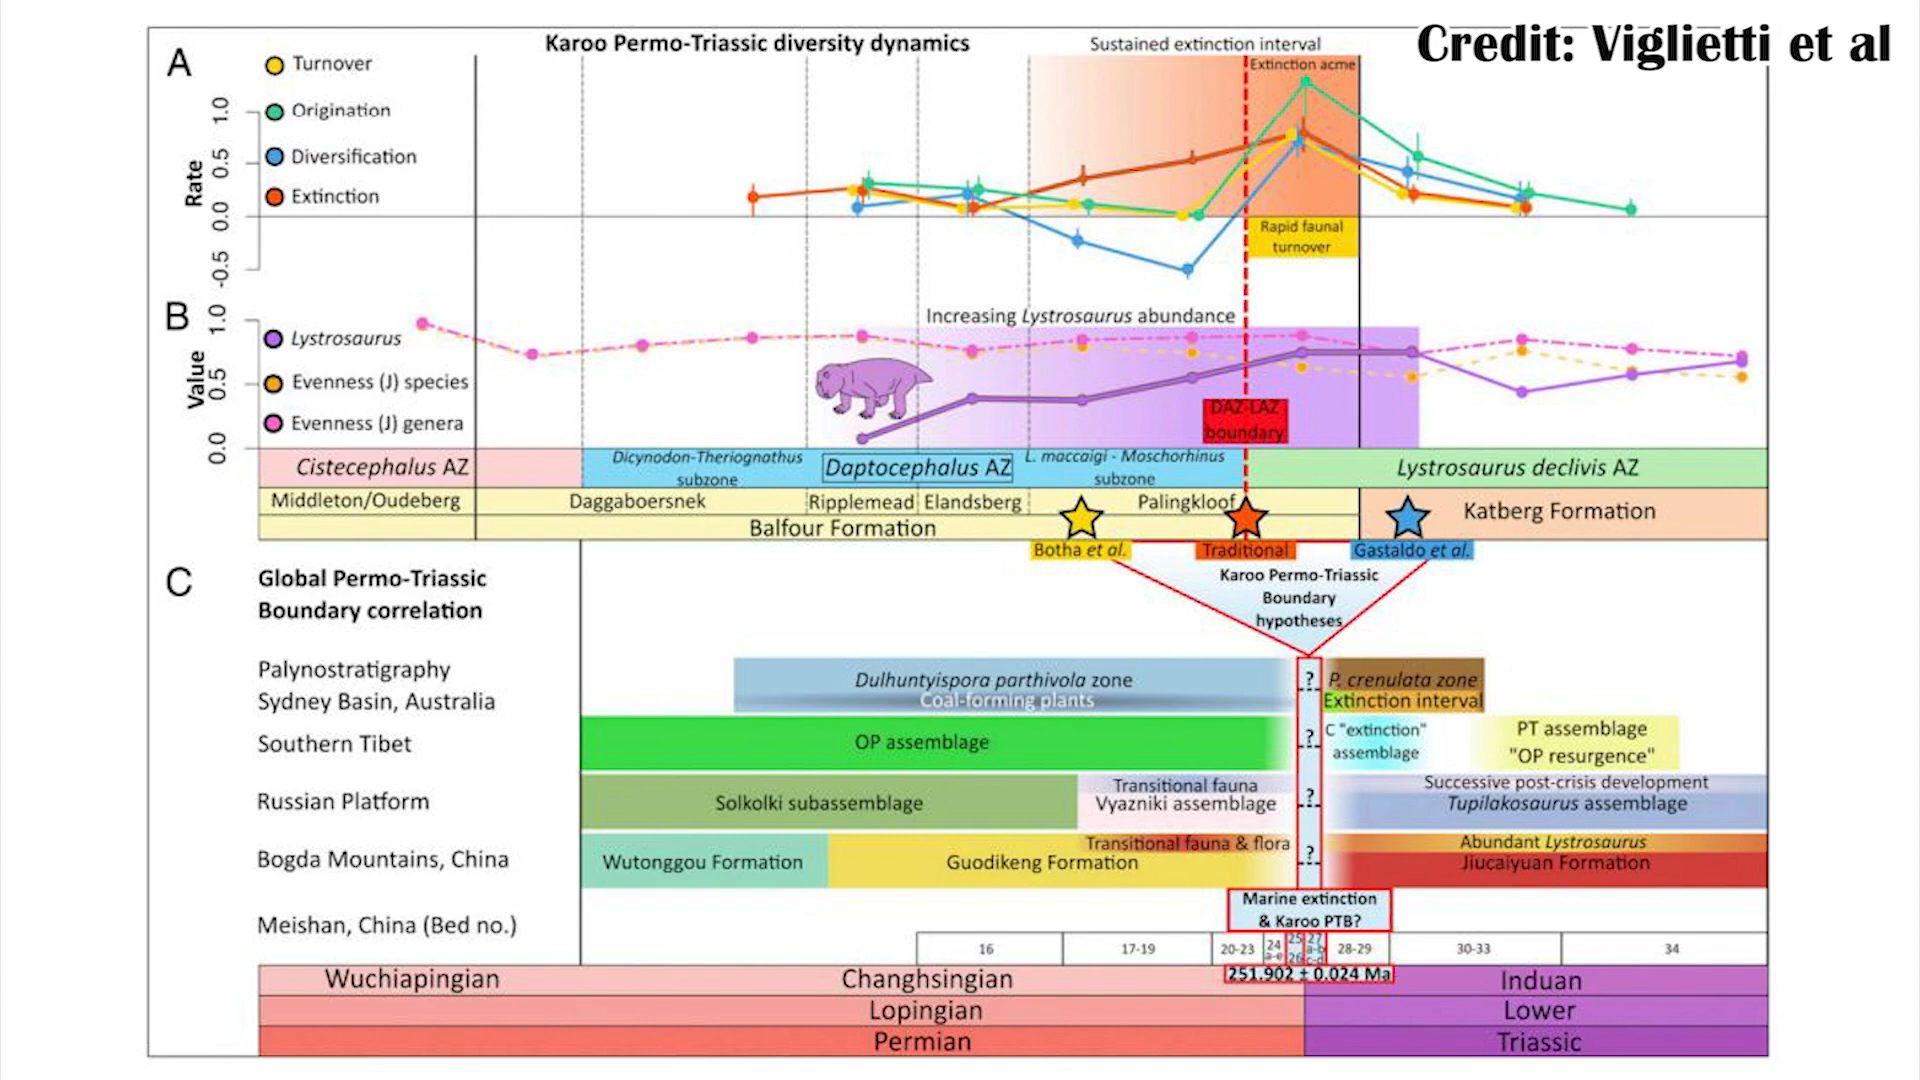 Credit: Viglietti et al
A
Karoo Permo-Triassic diversity dynamics
Sustained extinction interval
Extinction acme
Turnover
Origination
Diversification
Extinction
Rate
1.0
0.5
0.0
-0.5
Rapid faunal
turnover
B
Increasing Lystrosaurus abundance
Lystrosaurus
Evenness (J) species
Evenness (J) genera
Value
1.0
0.5
0.0
DAZ-LAZ
boundary
Cistecephalus AZ
Dicynodon-Theriognathus
subzone
Daptocephalus AZ
L. maccaigi - Moschorhinus
subzone
Lystrosaurus declivis AZ
Middleton/Oudeberg
Daggaboersnek
Ripplemead
Elandsberg
Palingkloof
Katberg Formation
Balfour Formation
Botha et al.
Traditional
Gastaldo et al.
C
Global Permo-Triassic
Boundary correlation
Karoo Permo-Triassic
Boundary
hypotheses
Palynostratigraphy
Sydney Basin, Australia
Dulhuntyispora parthivola zone
Coal-forming plants
?
P. crenulata zone
Extinction interval
Southern Tibet
OP assemblage
?
C "extinction"
assemblage
PT assemblage
"OP resurgence"
Russian Platform
Solkolki subassemblage
Transitional fauna
Vyazniki assemblage
?
Successive post-crisis development
Tupilakosaurus assemblage
Bogda Mountains, China
Wutonggou Formation
Guodikeng Formation
Transitional fauna & flora
?
Abundant Lystrosaurus
Jiucaiyuan Formation
Marine extinction
& Karoo PTB?
Meishan, China (Bed no.)
16
17-19
20-23
24
a-e
25
26
27
a-b
c-d
28-29
30-33
34
251.902 ± 0.024 Ma
Wuchiapingian
Changhsingian
Induan
Lopingian
Lower
Permian
Triassic